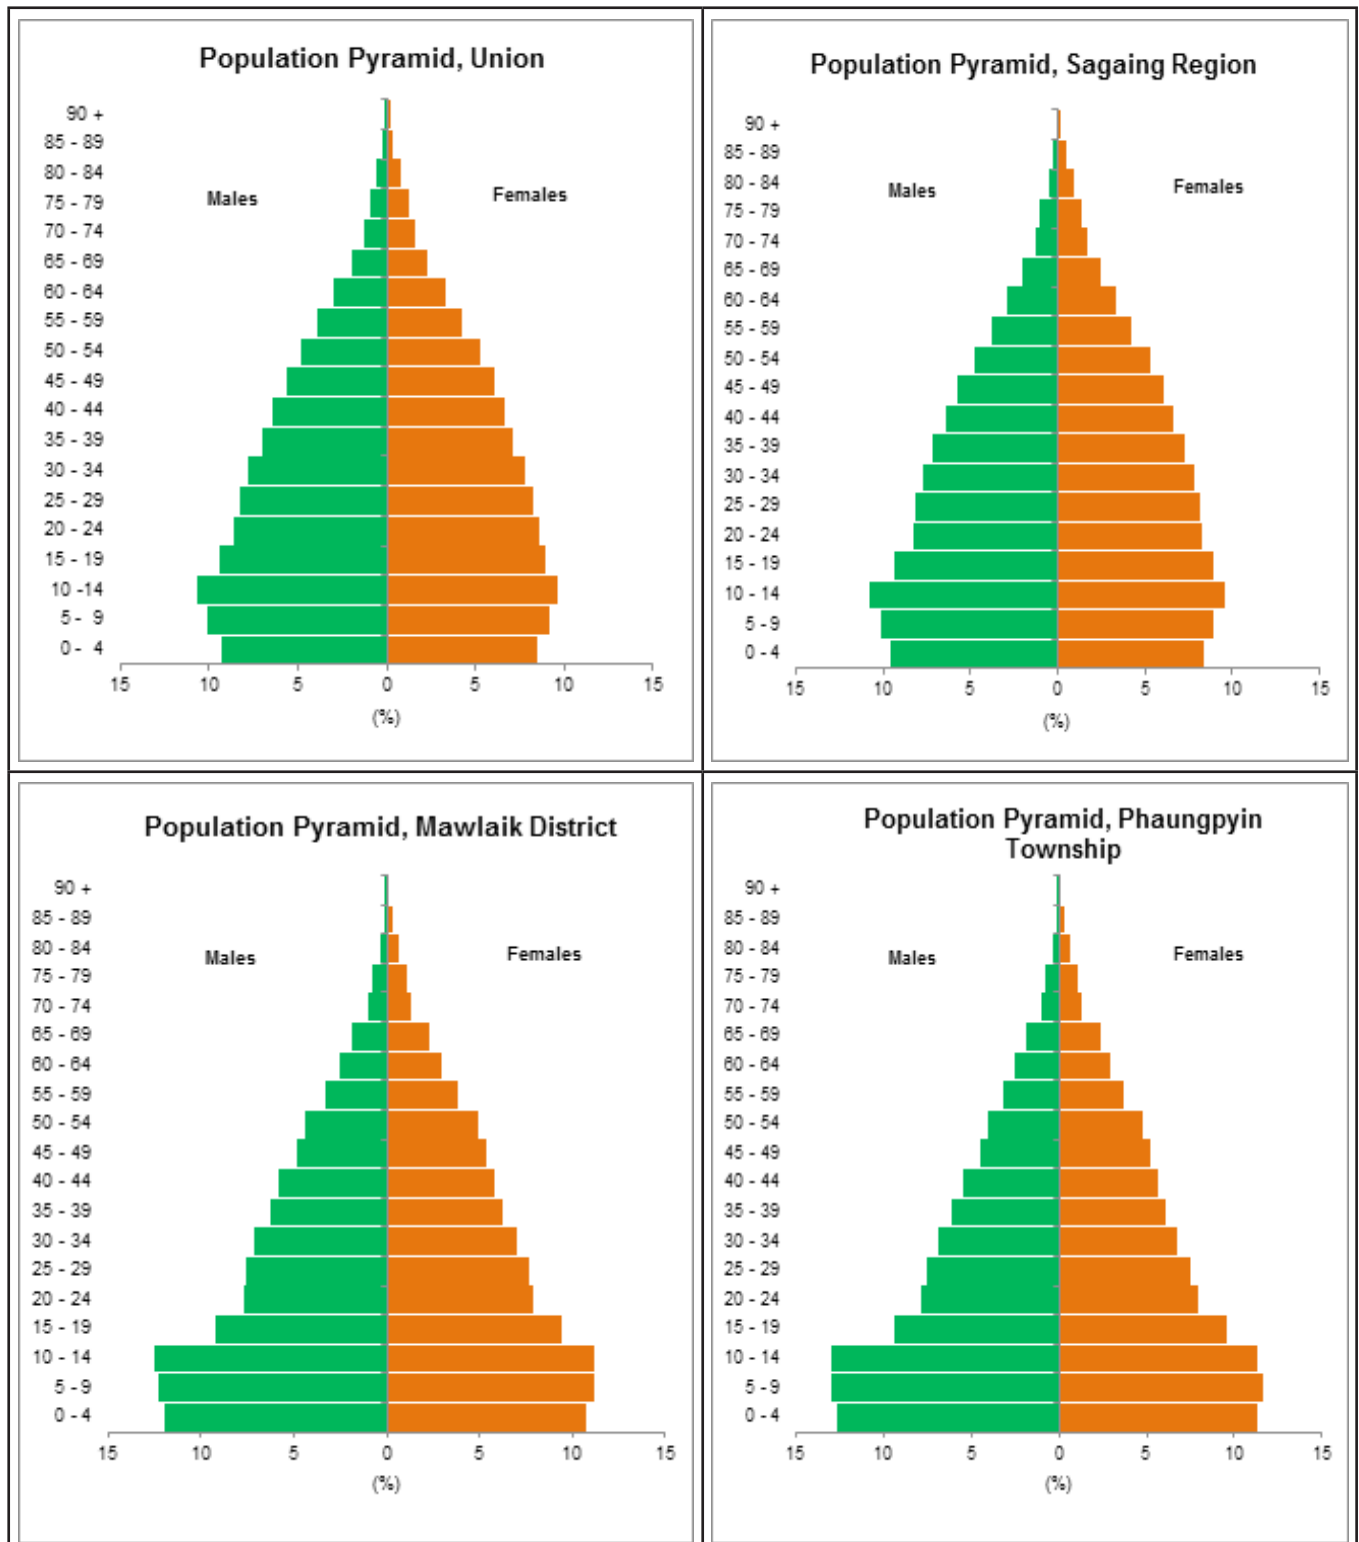 Population Pyramid, Union
90 +
85 - 89
80 - 84
75 - 79
70 - 74
65 - 69
60 - 64
55 - 59
50 - 54
45 - 49
40 - 44
35 - 39
30 - 34
25 - 29
20 - 24
15 - 19
10 -14
5 - 9
0 - 4
Males
Females
15 10 5 0 5 10 15
(%)
Population Pyramid, Sagaing Region
90 +
85 - 89
80 - 84
75 - 79
70 - 74
65 - 69
60 - 64
55 - 59
50 - 54
45 - 49
40 - 44
35 - 39
30 - 34
25 - 29
20 - 24
15 - 19
10 - 14
5 - 9
0 - 4
Males
Females
15 10 5 0 5 10 15
(%)
Population Pyramid, Mawlaik District
90 +
85 - 89
80 - 84
75 - 79
70 - 74
65 - 69
60 - 64
55 - 59
50 - 54
45 - 49
40 - 44
35 - 39
30 - 34
25 - 29
20 - 24
15 - 19
10 - 14
5 - 9
0 - 4
Males
Females
15 10 5 0 5 10 15
(%)
Population Pyramid, Phaungpyin
Township
90 +
85 - 89
80 - 84
75 - 79
70 - 74
65 - 69
60 - 64
55 - 59
50 - 54
45 - 49
40 - 44
35 - 39
30 - 34
25 - 29
20 - 24
15 - 19
10 - 14
5 - 9
0 - 4
Males
Females
15 10 5 0 5 10 15
(%)